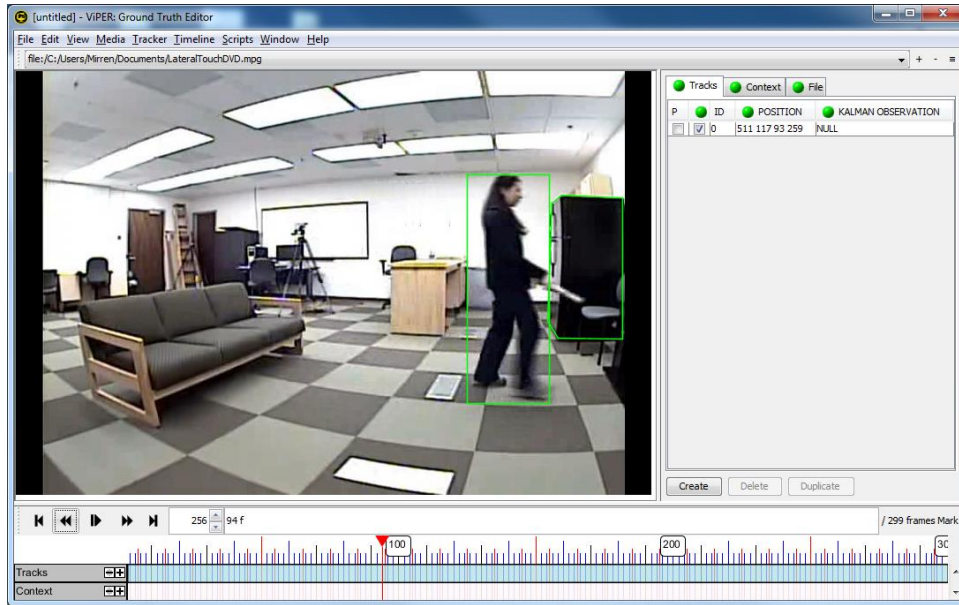 [untitled] - ViPER: Ground Truth Editor
File Edit View Media Tracker Timeline Scripts Window Help
file:/C:/Users/Mirren/Documents/LateralTouchDVD.mpg + - =
Tracks Context File
P ID POSITION KALMAN OBSERVATION
0 511 117 93 259 NULL
Create Delete Duplicate
256 94 f / 299 frames Mark
100 200 30
Tracks
Context